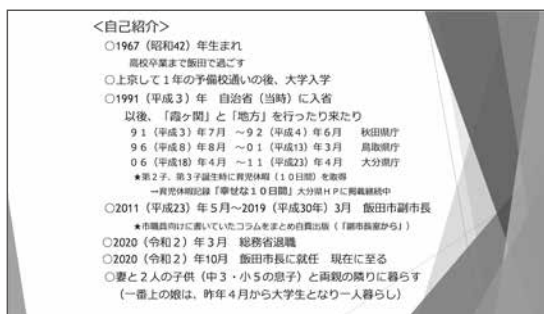 <自己紹介>
○1967(昭和42)年生まれ
高校卒業まで飯田で過ごす
○上京して1年の予備校通いの後、大学入学
○1991(平成3)年 自治省(当時)に入省
以後、「霞ヶ関」と「地方」を行ったり来たり
91(平成3)年7月 ~92(平成4)年6月 秋田県庁
96(平成8)年8月 ~01(平成13)年3月 鳥取県庁
06(平成18)年4月 ~11(平成23)年4月 大分県庁
★第2子、第3子誕生時に育児休暇(10日間)を取得
→育児休暇記録「幸せな10日間」大分県HPに掲載継続中
○2011(平成23)年5月~2019(平成30年)3月 飯田市副市長
★市職員向けに書いていたコラムをまとめ自費出版(「副市長室から」)
○2020(令和2)年3月 総務省退職
○2020(令和2)年10月 飯田市長に就任 現在に至る
○妻と2人の子供(中3・小5の息子)と両親の隣りに暮らす
(一番上の娘は、昨年4月から大学生となり一人暮らし)